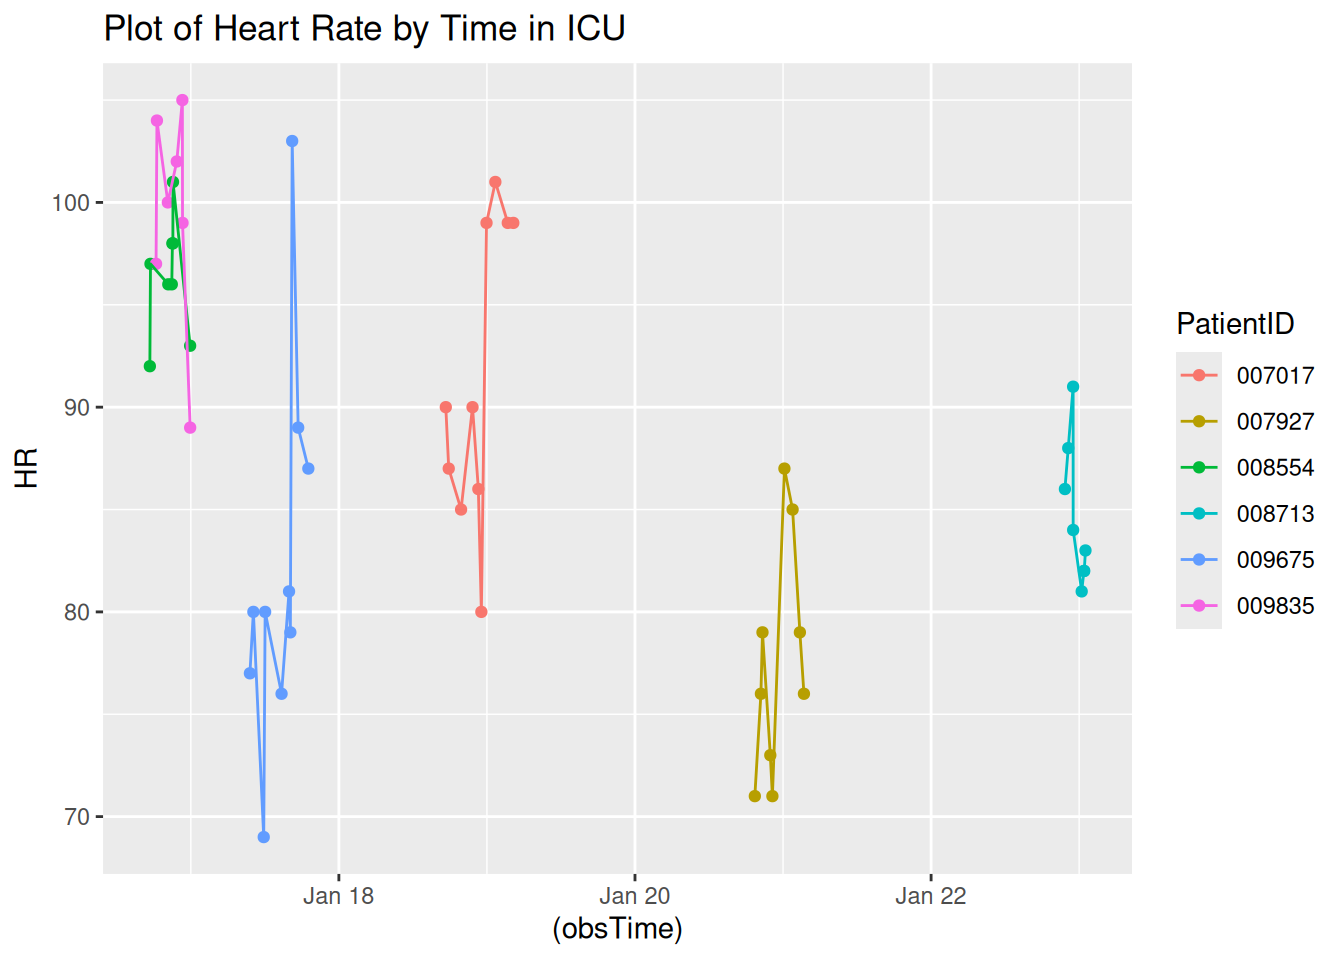 Plot of Heart Rate by Time in ICU
HR
100
90
80
70
Jan 18
Jan 20
Jan 22
(obsTime)
PatientID
007017
007927
008554
008713
009675
009835